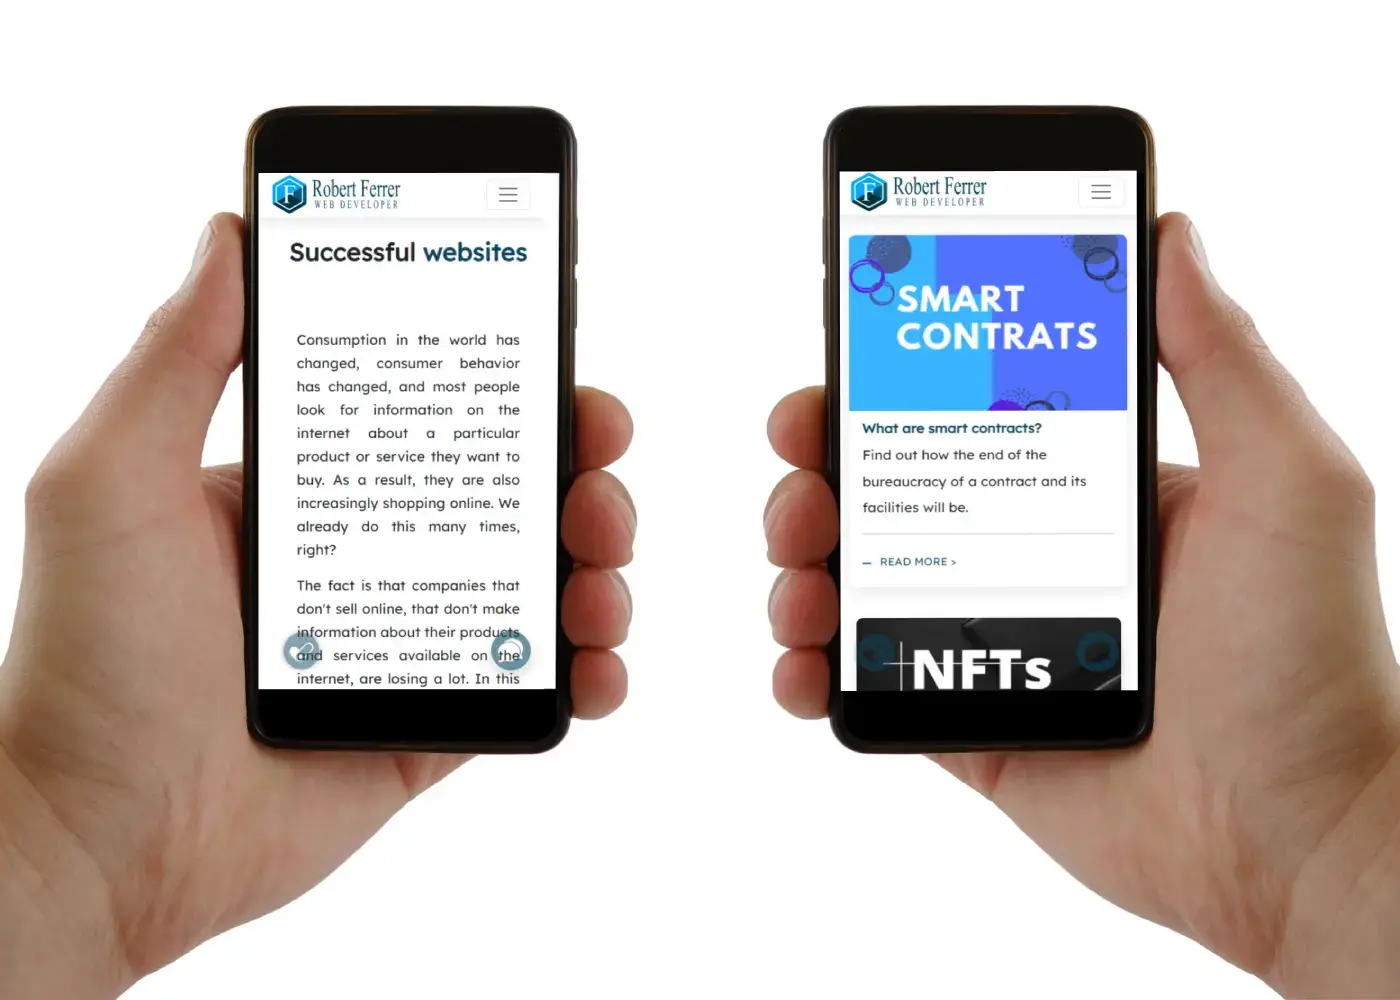 F Robert Ferrer
WEB DEVELOPER
Successful websites
Consumption in the world has
changed, consumer behavior
has changed, and most people
look for information on the
internet about a particular
product or service they want to
buy. As a result, they are also
increasingly shopping online. We
already do this many times,
right?
The fact is that companies that
don't sell online, that don't make
information about their products
and services available on the
internet, are losing a lot. In this
F Robert Ferrer
WEB DEVELOPER
SMART
CONTRATS
What are smart contracts?
Find out how the end of the
bureaucracy of a contract and its
facilities will be.
READ MORE >
NFTs